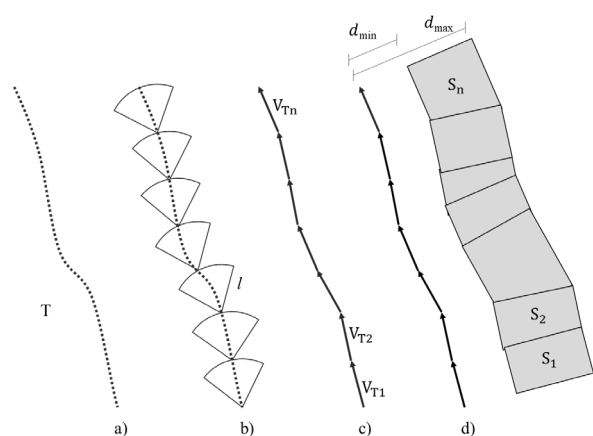 d_min
d_max
S_n
V_Tn
T
l
V_T2
S_2
V_T1
S_1
a) b) c) d)